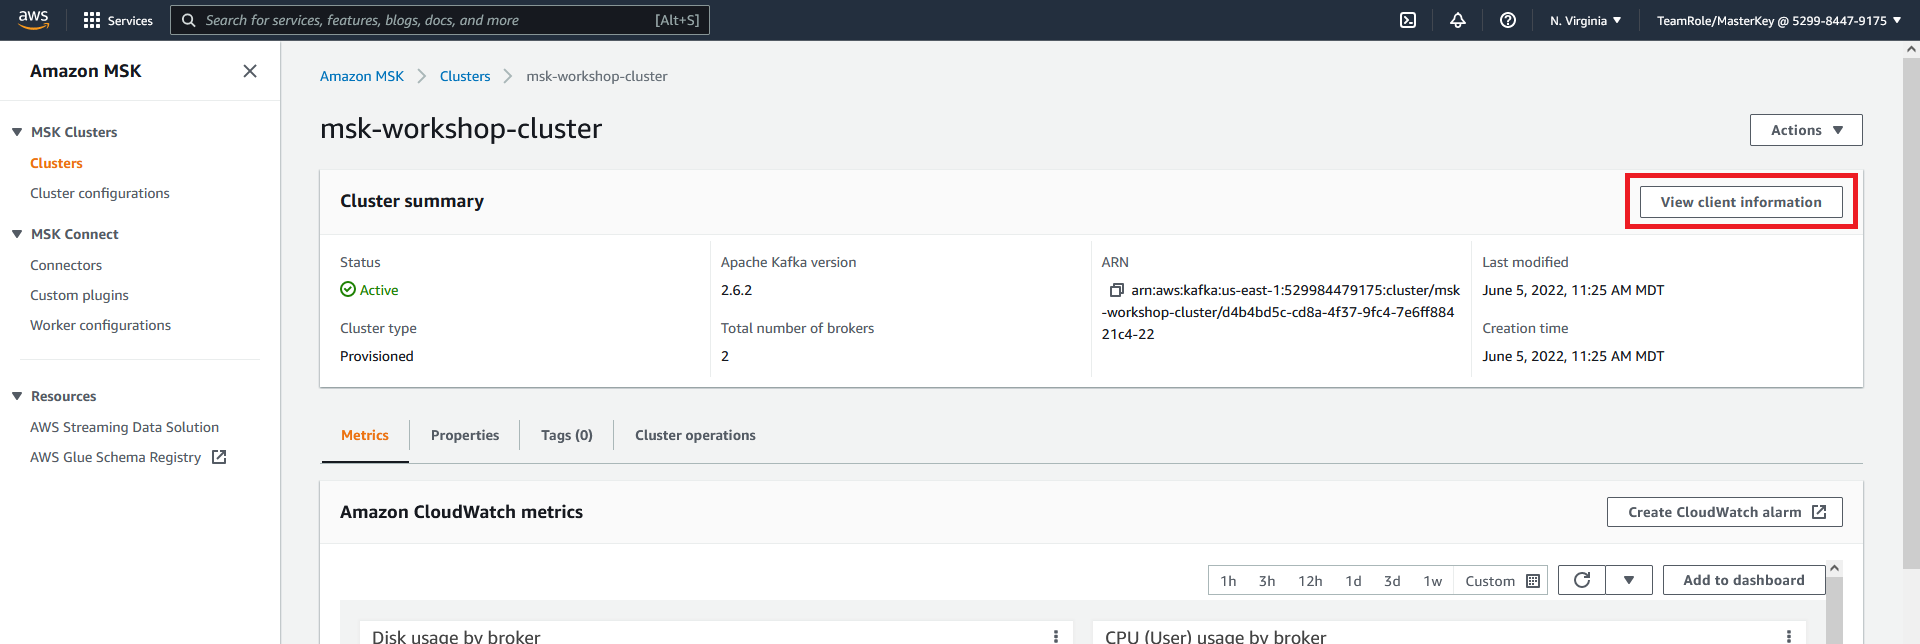 aws
Services
Search for services, features, blogs, docs, and more
[Alt+S]
N. Virginia
TeamRole/MasterKey @ 5299-8447-9175
Amazon MSK
MSK Clusters
Clusters
Cluster configurations
MSK Connect
Connectors
Custom plugins
Worker configurations
Resources
AWS Streaming Data Solution
AWS Glue Schema Registry
Amazon MSK
Clusters
msk-workshop-cluster
msk-workshop-cluster
Actions
Cluster summary
View client information
Status
Active
Cluster type
Provisioned
Apache Kafka version
2.6.2
Total number of brokers
2
ARN
arn:aws:kafka:us-east-1:529984479175:cluster/msk
-workshop-cluster/d4b4bd5c-cd8a-4f37-9fc4-7e6ff884
21c4-22
Last modified
June 5, 2022, 11:25 AM MDT
Creation time
June 5, 2022, 11:25 AM MDT
Metrics
Properties
Tags (0)
Cluster operations
Amazon CloudWatch metrics
Create CloudWatch alarm
1h
3h
12h
1d
3d
1w
Custom
Add to dashboard
Disk usage by broker
CPU (User) usage by broker